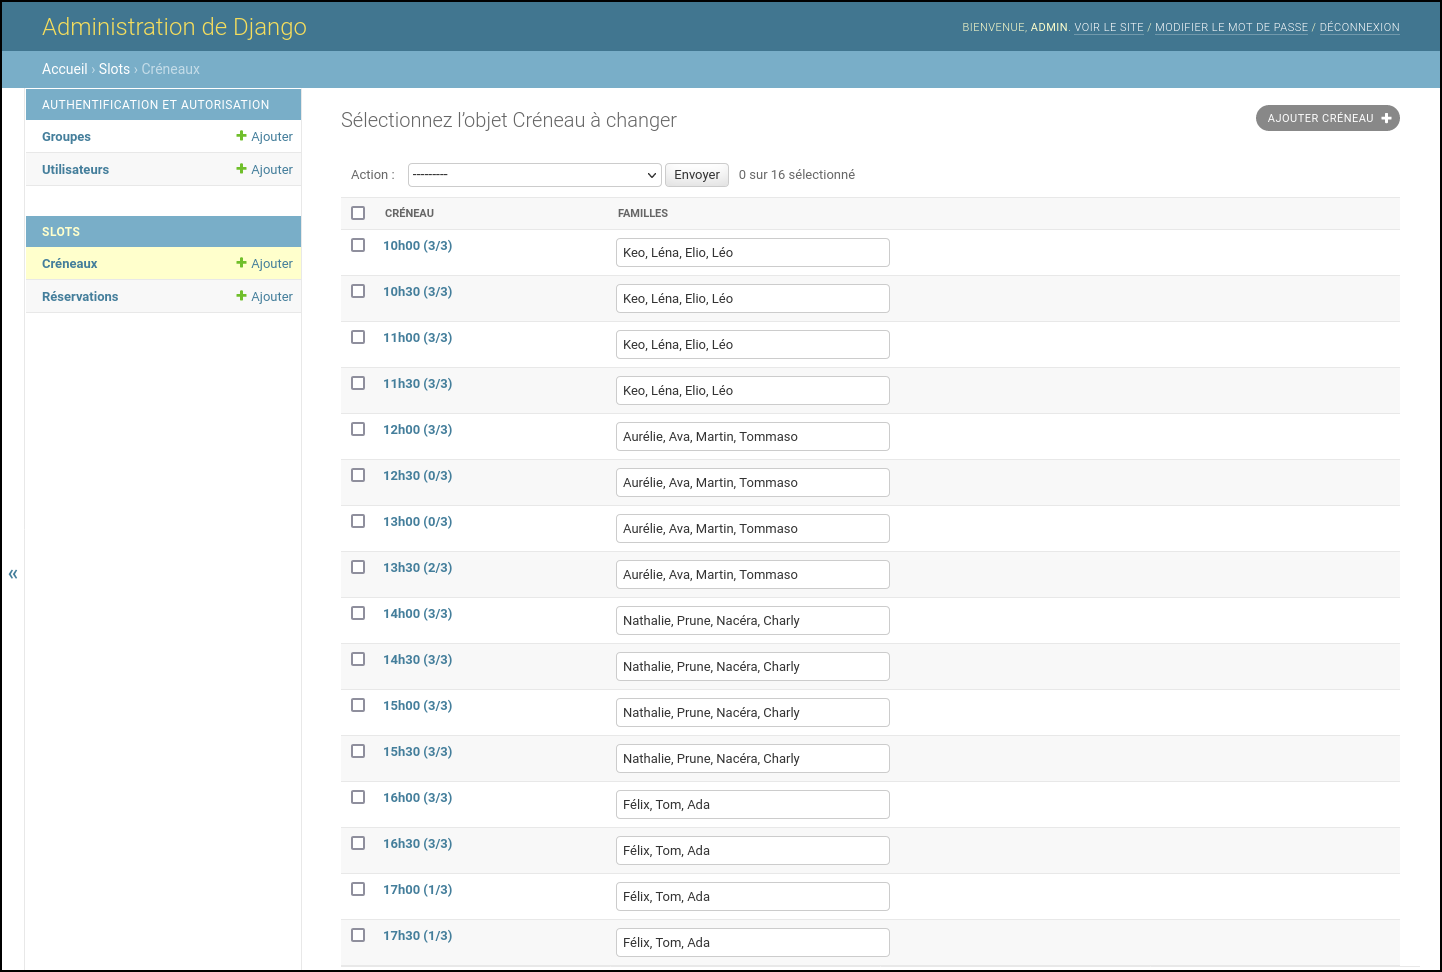 Administration de Django
BIENVENUE, ADMIN. VOIR LE SITE / MODIFIER LE MOT DE PASSE / DÉCONNEXION
Accueil › Slots › Créneaux
AUTHENTIFICATION ET AUTORISATION
Groupes Ajouter
Utilisateurs Ajouter
SLOTS
Créneaux Ajouter
Réservations Ajouter
«
Sélectionnez l’objet Créneau à changer
AJOUTER CRÉNEAU
Action : --------- Envoyer 0 sur 16 sélectionné
CRÉNEAU FAMILLES
10h00 (3/3) Keo, Léna, Elio, Léo
10h30 (3/3) Keo, Léna, Elio, Léo
11h00 (3/3) Keo, Léna, Elio, Léo
11h30 (3/3) Keo, Léna, Elio, Léo
12h00 (3/3) Aurélie, Ava, Martin, Tommaso
12h30 (0/3) Aurélie, Ava, Martin, Tommaso
13h00 (0/3) Aurélie, Ava, Martin, Tommaso
13h30 (2/3) Aurélie, Ava, Martin, Tommaso
14h00 (3/3) Nathalie, Prune, Nacéra, Charly
14h30 (3/3) Nathalie, Prune, Nacéra, Charly
15h00 (3/3) Nathalie, Prune, Nacéra, Charly
15h30 (3/3) Nathalie, Prune, Nacéra, Charly
16h00 (3/3) Félix, Tom, Ada
16h30 (3/3) Félix, Tom, Ada
17h00 (1/3) Félix, Tom, Ada
17h30 (1/3) Félix, Tom, Ada